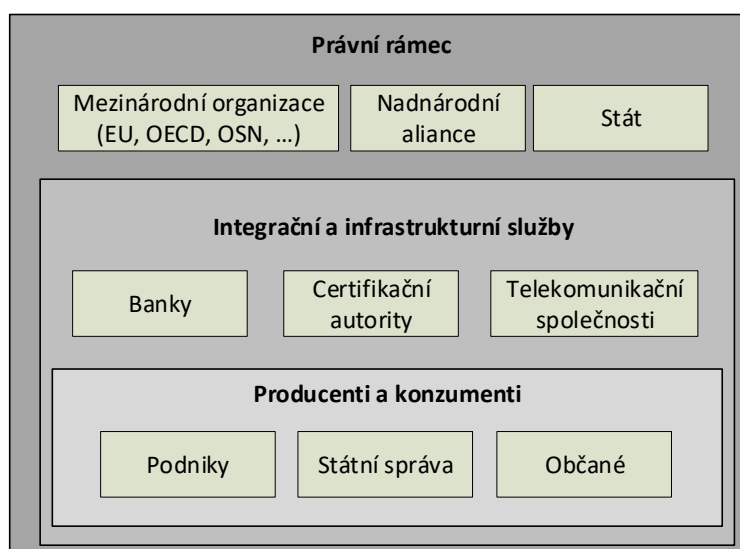 Právní rámec
Mezinárodní organizace
(EU, OECD, OSN, ...)
Nadnárodní
aliance
Stát
Integrační a infrastrukturní služby
Banky
Certifikační
autority
Telekomunikační
společnosti
Producenti a konzumenti
Podniky
Státní správa
Občané